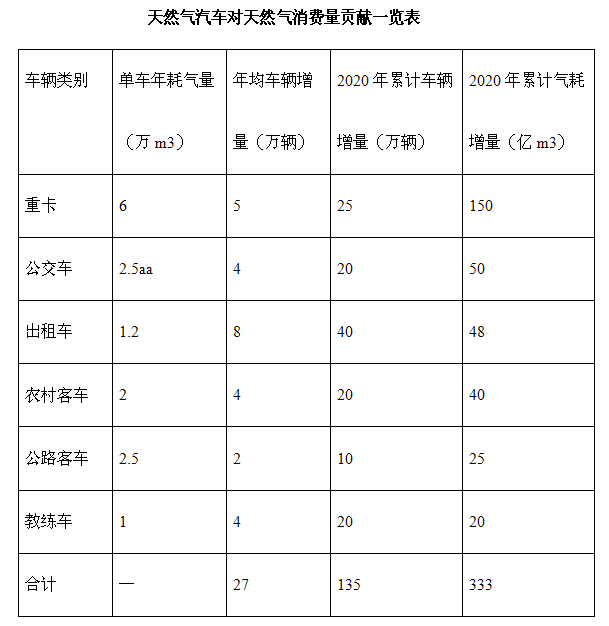 天然气汽车对天然气消费量贡献一览表
车辆类别 单车年耗气量 年均车辆增 2020 年累计车辆 2020 年累计气耗
（万 m3） 量（万辆） 增量（万辆） 增量（亿 m3）
重卡 6 5 25 150
公交车 2.5aa 4 20 50
出租车 1.2 8 40 48
农村客车 2 4 20 40
公路客车 2.5 2 10 25
教练车 1 4 20 20
合计 — 27 135 333